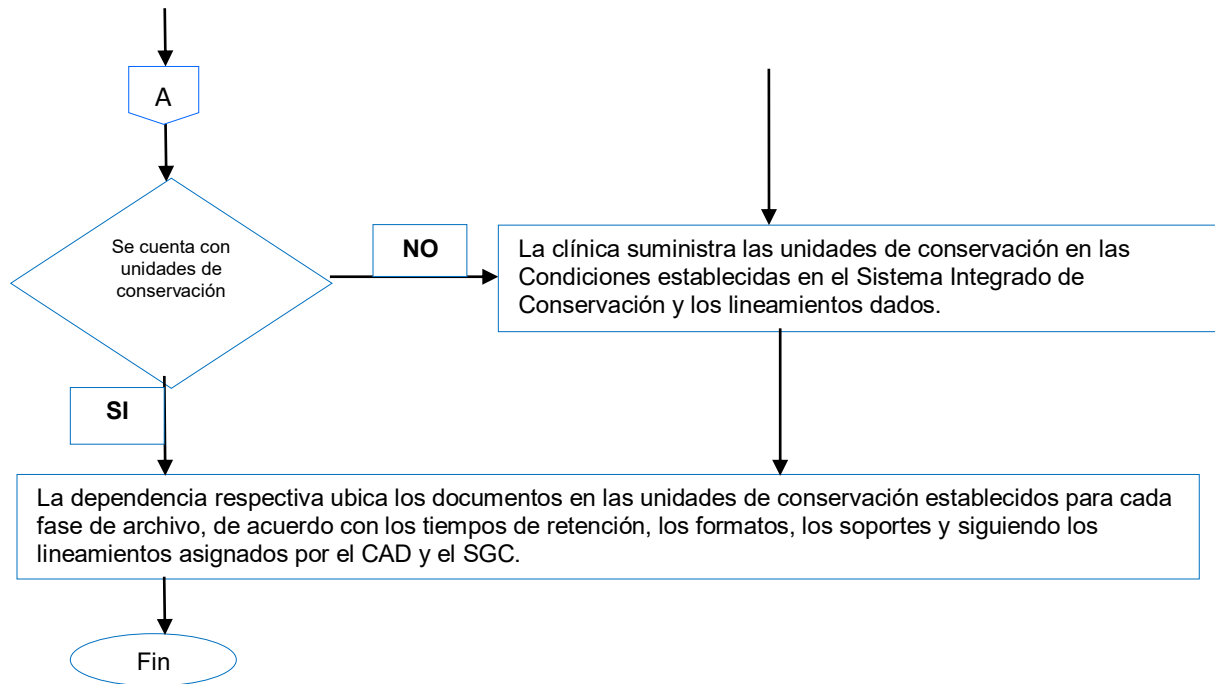 A
Se cuenta con
unidades de
conservación
NO
La clínica suministra las unidades de conservación en las
Condiciones establecidas en el Sistema Integrado de
Conservación y los lineamientos dados.
SI
La dependencia respectiva ubica los documentos en las unidades de conservación establecidos para cada
fase de archivo, de acuerdo con los tiempos de retención, los formatos, los soportes y siguiendo los
lineamientos asignados por el CAD y el SGC.
Fin